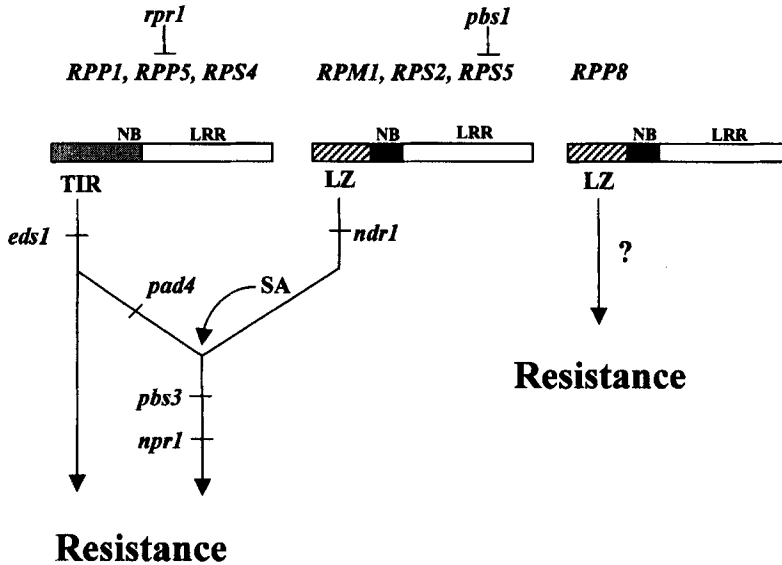 rpr1
pbs1
RPP1, RPP5, RPS4
RPM1, RPS2, RPS5
RPP8
NB
LRR
NB
LRR
NB
LRR
TIR
LZ
LZ
eds1
ndr1
?
pad4
SA
Resistance
pbs3
npr1
Resistance